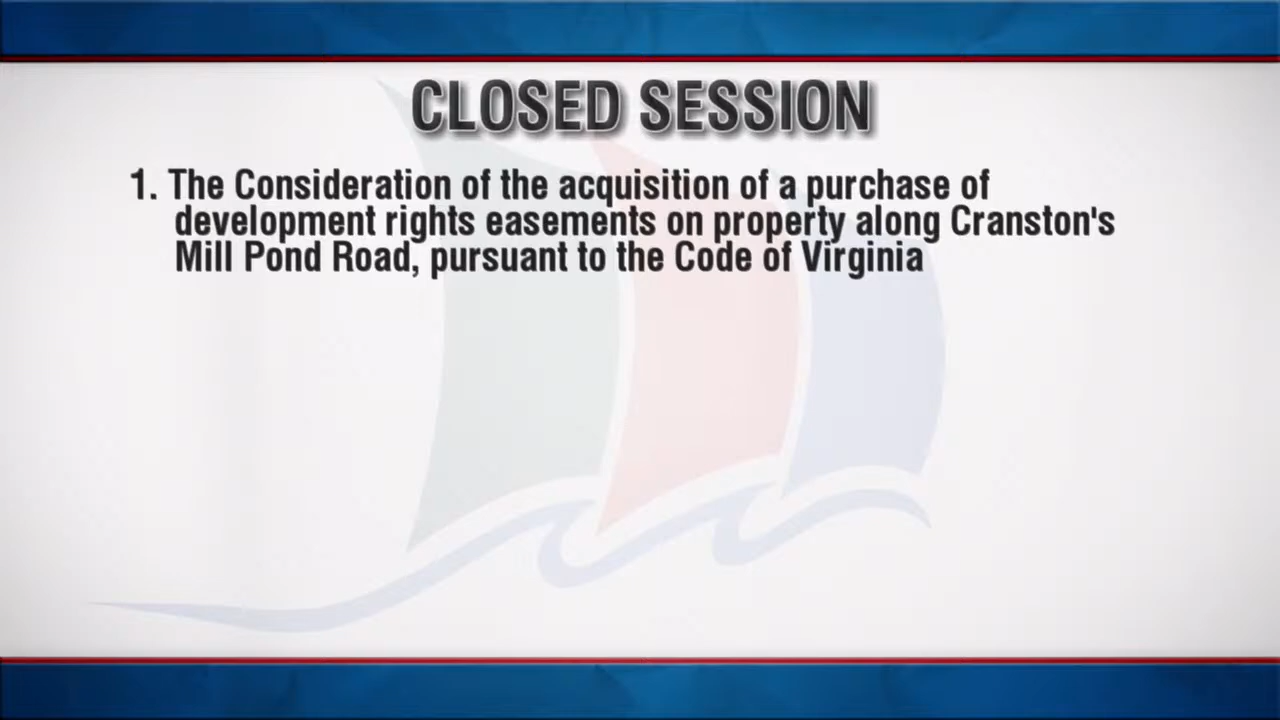 CLOSED SESSION
1. The Consideration of the acquisition of a purchase of
development rights easements on property along Cranston's
Mill Pond Road, pursuant to the Code of Virginia